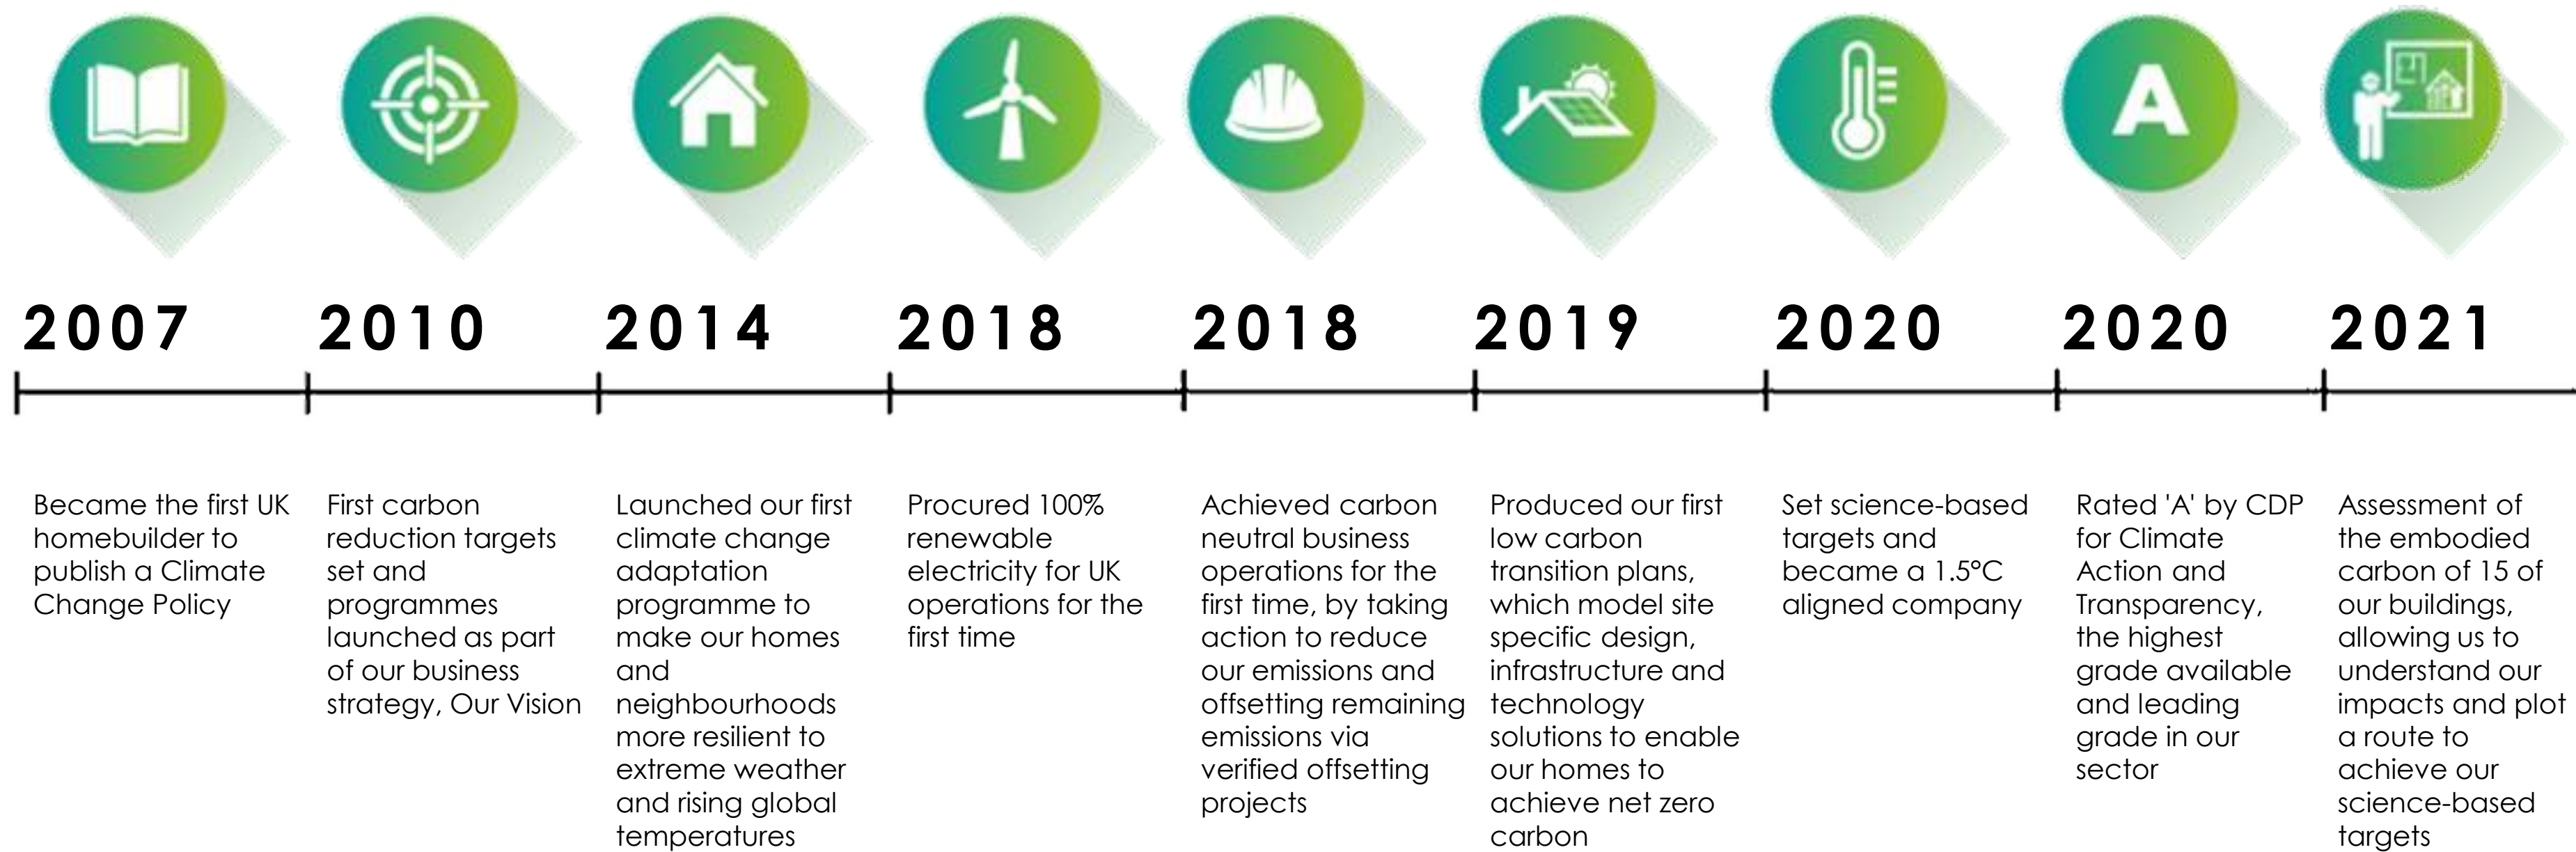 A
2007
2010
2014
2018
2018
2019
2020
2020
2021
Became the first UK
homebuilder to
publish a Climate
Change Policy
First carbon
reduction targets
set and
programmes
launched as part
of our business
strategy, Our Vision
Launched our first
climate change
adaptation
programme to
make our homes
and
neighbourhoods
more resilient to
extreme weather
and rising global
temperatures
Procured 100%
renewable
electricity for UK
operations for the
first time
Achieved carbon
neutral business
operations for the
first time, by taking
action to reduce
our emissions and
offsetting remaining
emissions via
verified offsetting
projects
Produced our first
low carbon
transition plans,
which model site
specific design,
infrastructure and
technology
solutions to enable
our homes to
achieve net zero
carbon
Set science-based
targets and
became a 1.5°C
aligned company
Rated 'A' by CDP
for Climate
Action and
Transparency,
the highest
grade available
and leading
grade in our
sector
Assessment of
the embodied
carbon of 15 of
our buildings,
allowing us to
understand our
impacts and plot
a route to
achieve our
science-based
targets